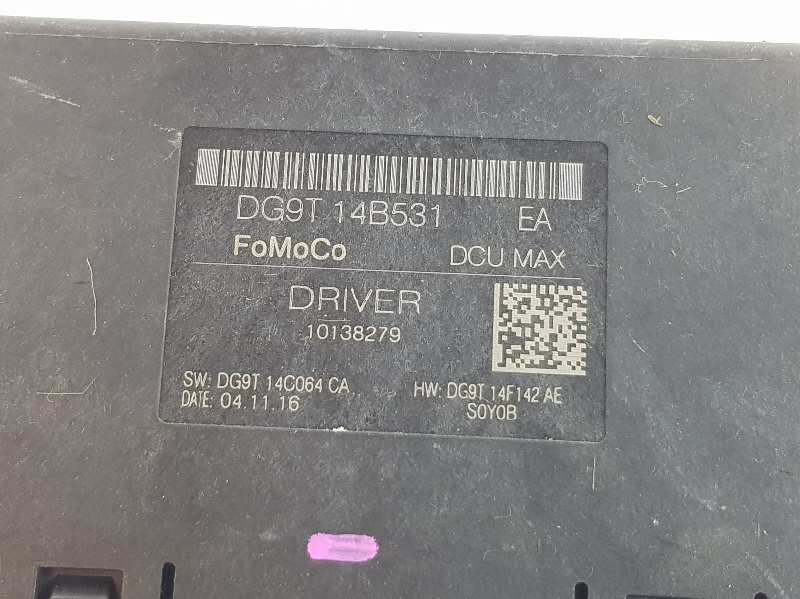 DG9T 14B531 EA
FoMoCo DCU MAX
DRIVER
10138279
SW: DG9T 14C064 CA HW: DG9T 14F142 AE
DATE: 04.11.16 S0Y0B